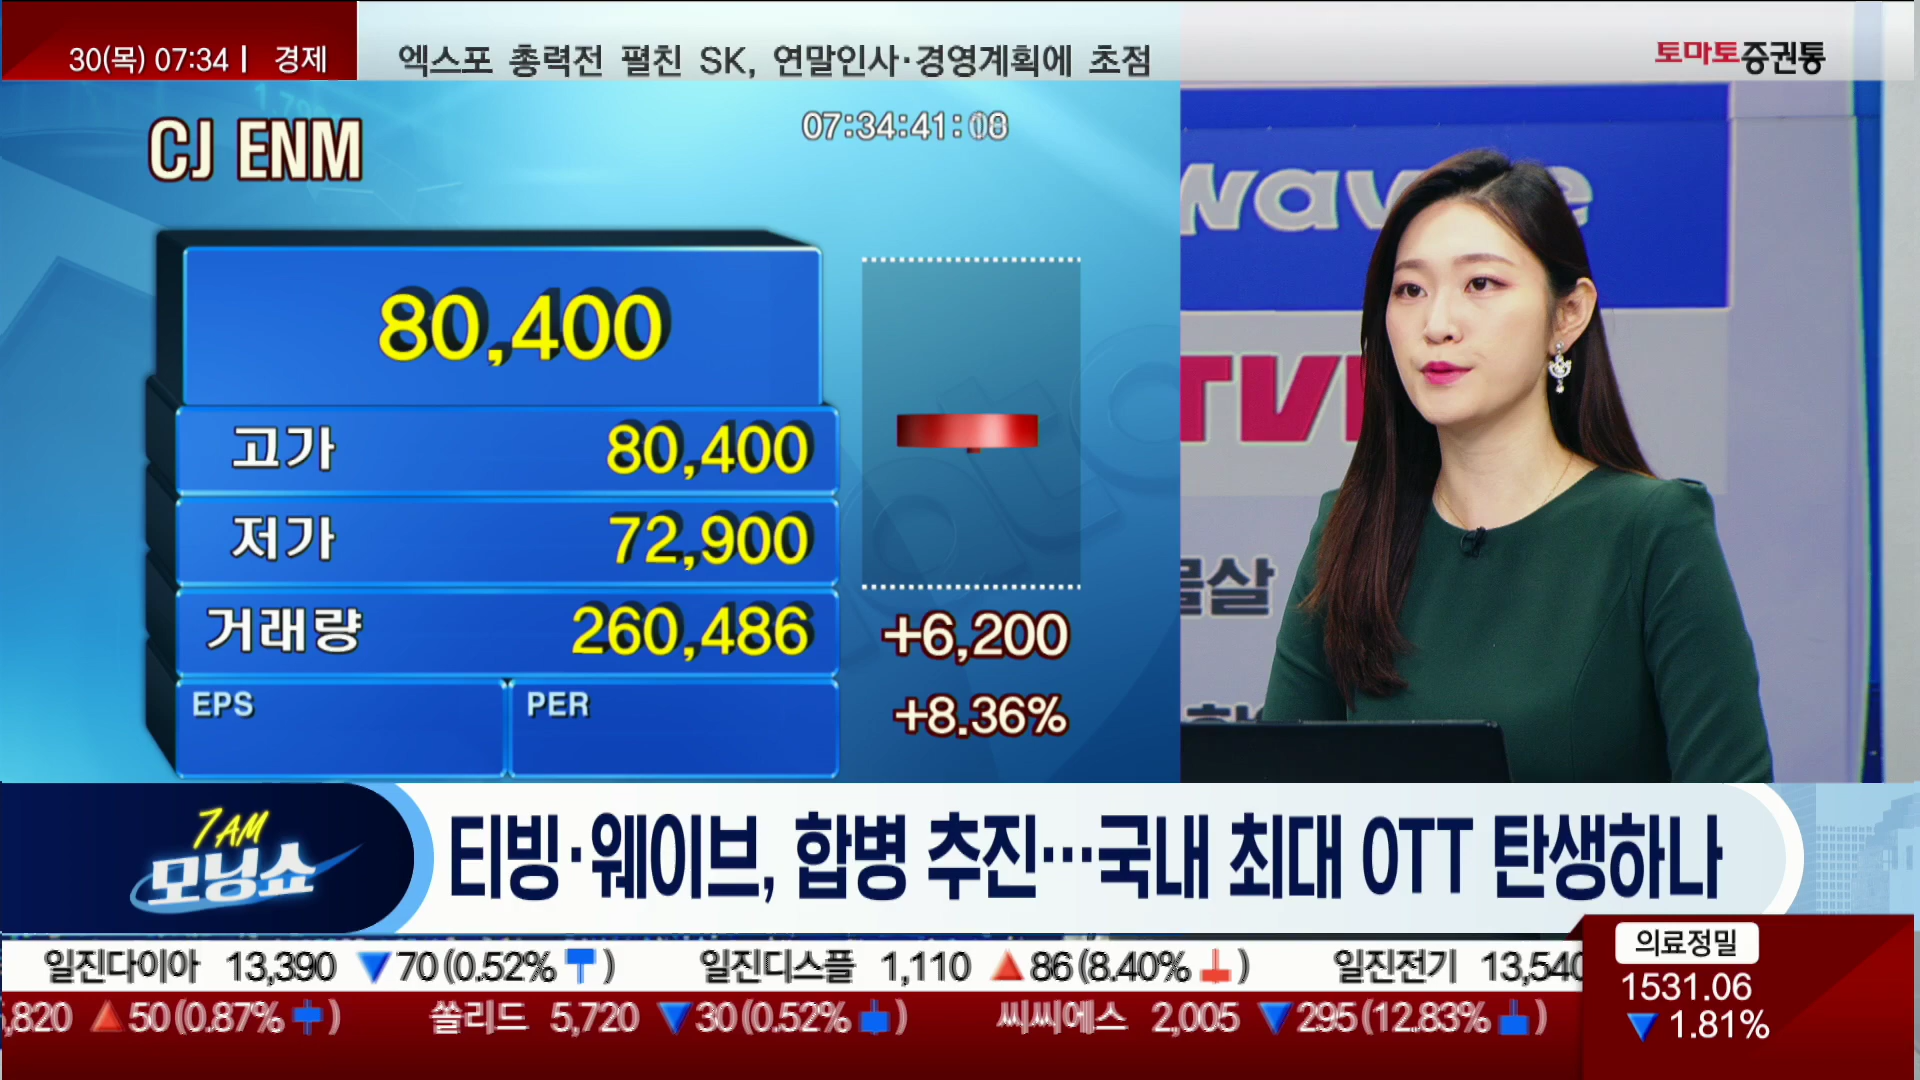 30(목) 07:34 | 경제
엑스포 총력전 펼친 SK, 연말인사·경영계획에 초점
토마토증권통
CJ ENM
07:34:41:08
80,400
고가 80,400
저가 72,900
거래량 260,486
EPS PER
+6,200
+8.36%
wavve
TVI
물살
7 AM
모닝쇼
티빙·웨이브, 합병 추진…국내 최대 OTT 탄생하나
일진다이아 13,390 ▼70(0.52% ) 일진디스플 1,110 ▲86(8.40% ) 일진전기 13,540
,820 ▲50(0.87% ) 쏠리드 5,720 ▼30(0.52% ) 씨씨에스 2,005 ▼295(12.83% )
의료정밀
1531.06
▼ 1.81%